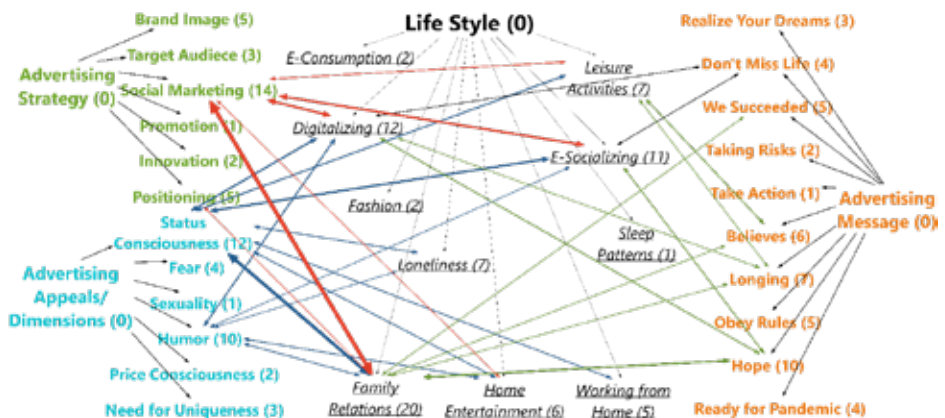 Life Style (0)
Brand Image (5)
Target Audiece (3)
Advertising
Strategy (0)
Social Marketing (14)
Promotion (1)
Innovation (2)
Positioning (5)
Status
Consciousness (12)
Fear (4)
Advertising
Appeals/
Dimensions (0)
Sexuality (1)
Humor (10)
Price Consciousness (2)
Need for Uniqueness (3)
E-Consumption (2)
Leisure
Activities (7)
Digitalizing (12)
E-Socializing (11)
Fashion (2)
Sleep
Patterns (1)
Loneliness (7)
Family
Relations (20)
Home
Entertainment (6)
Working from
Home (5)
Realize Your Dreams (3)
Don't Miss Life (4)
We Succeeded (5)
Taking Risks (2)
Take Action (1)
Advertising
Message (0)
Believes (6)
Longing (7)
Obey Rules (5)
Hope (10)
Ready for Pandemic (4)